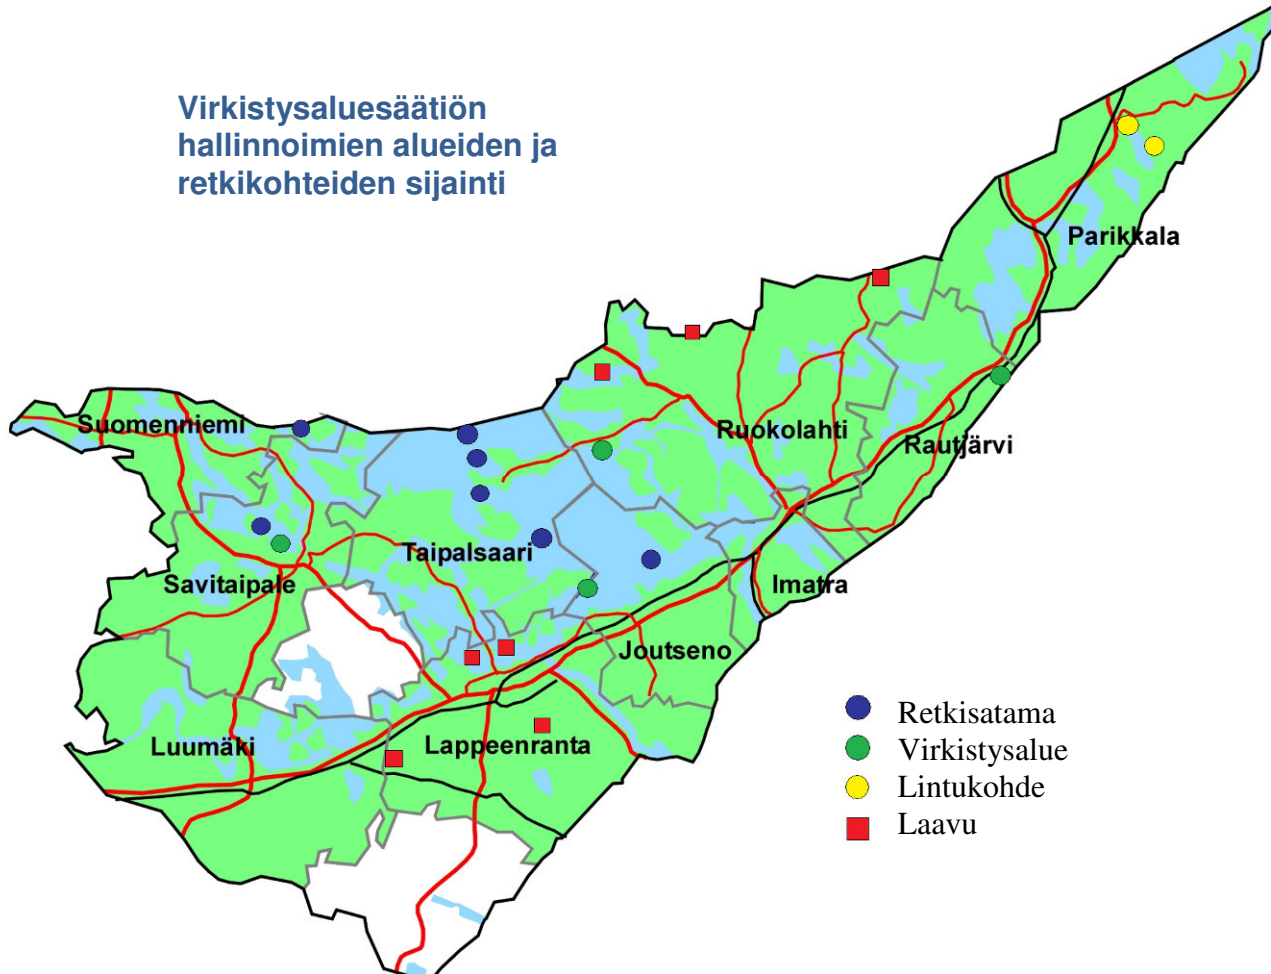 Virkistysaluesäätiön
hallinnoimien alueiden ja
retkikohteiden sijainti
Parikkala
Suomenniemi
Ruokolahti
Rautjärvi
Taipalsaari
Savitaipale
Imatra
Joutseno
Luumäki
Lappeenranta
Retkisatama
Virkistysalue
Lintukohde
Laavu